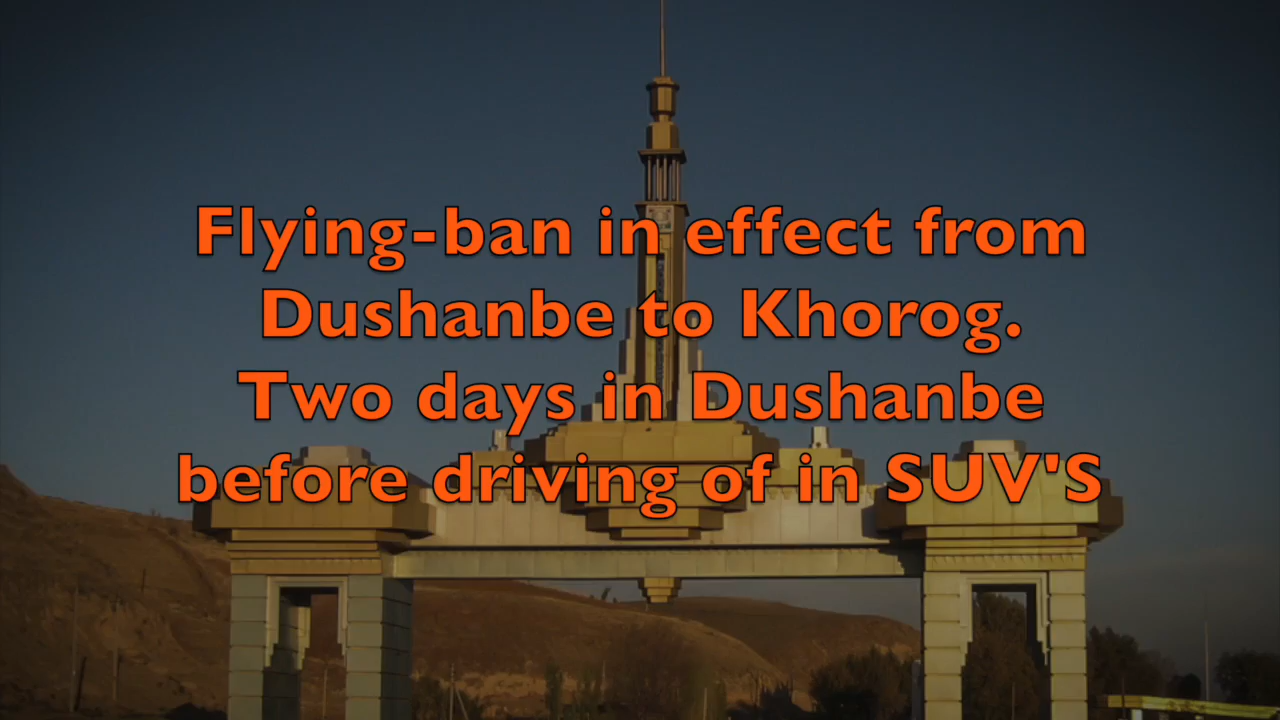 Flying-ban in effect from
Dushanbe to Khorog.
Two days in Dushanbe
before driving of in SUV'S